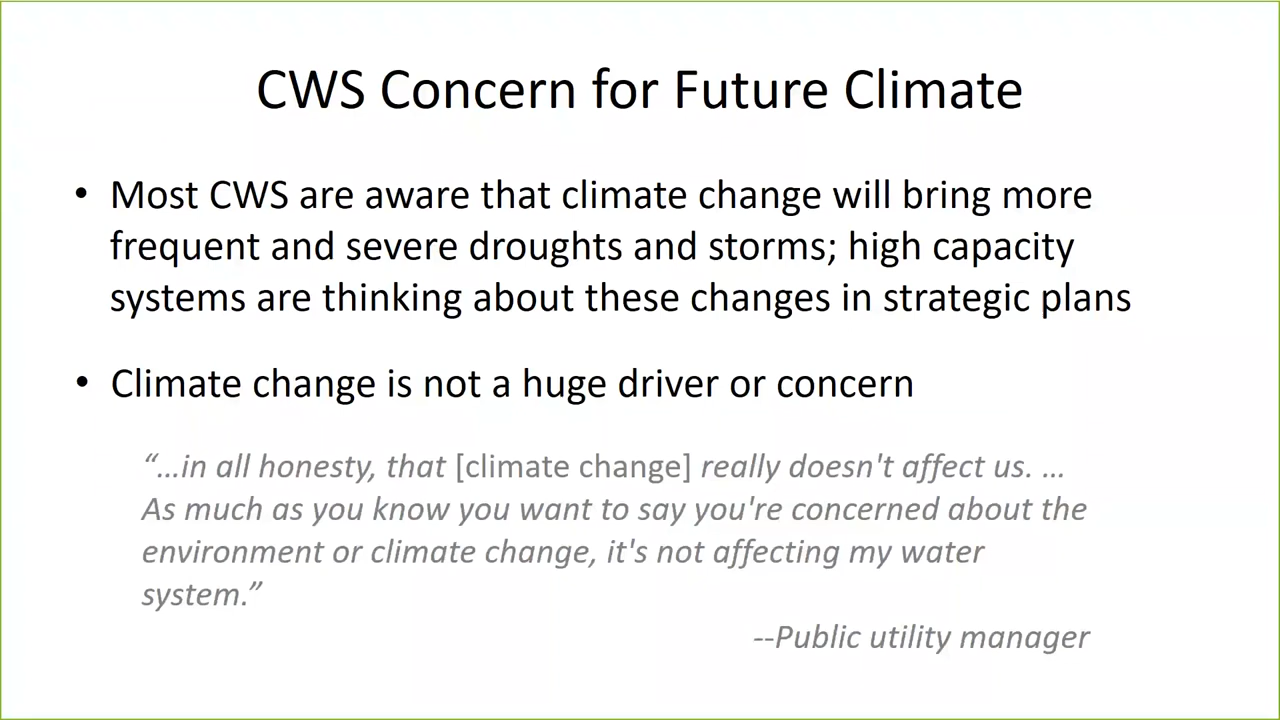 CWS Concern for Future Climate
• Most CWS are aware that climate change will bring more
frequent and severe droughts and storms; high capacity
systems are thinking about these changes in strategic plans
• Climate change is not a huge driver or concern
“…in all honesty, that [climate change] really doesn't affect us. …
As much as you know you want to say you're concerned about the
environment or climate change, it's not affecting my water
system.”
--Public utility manager